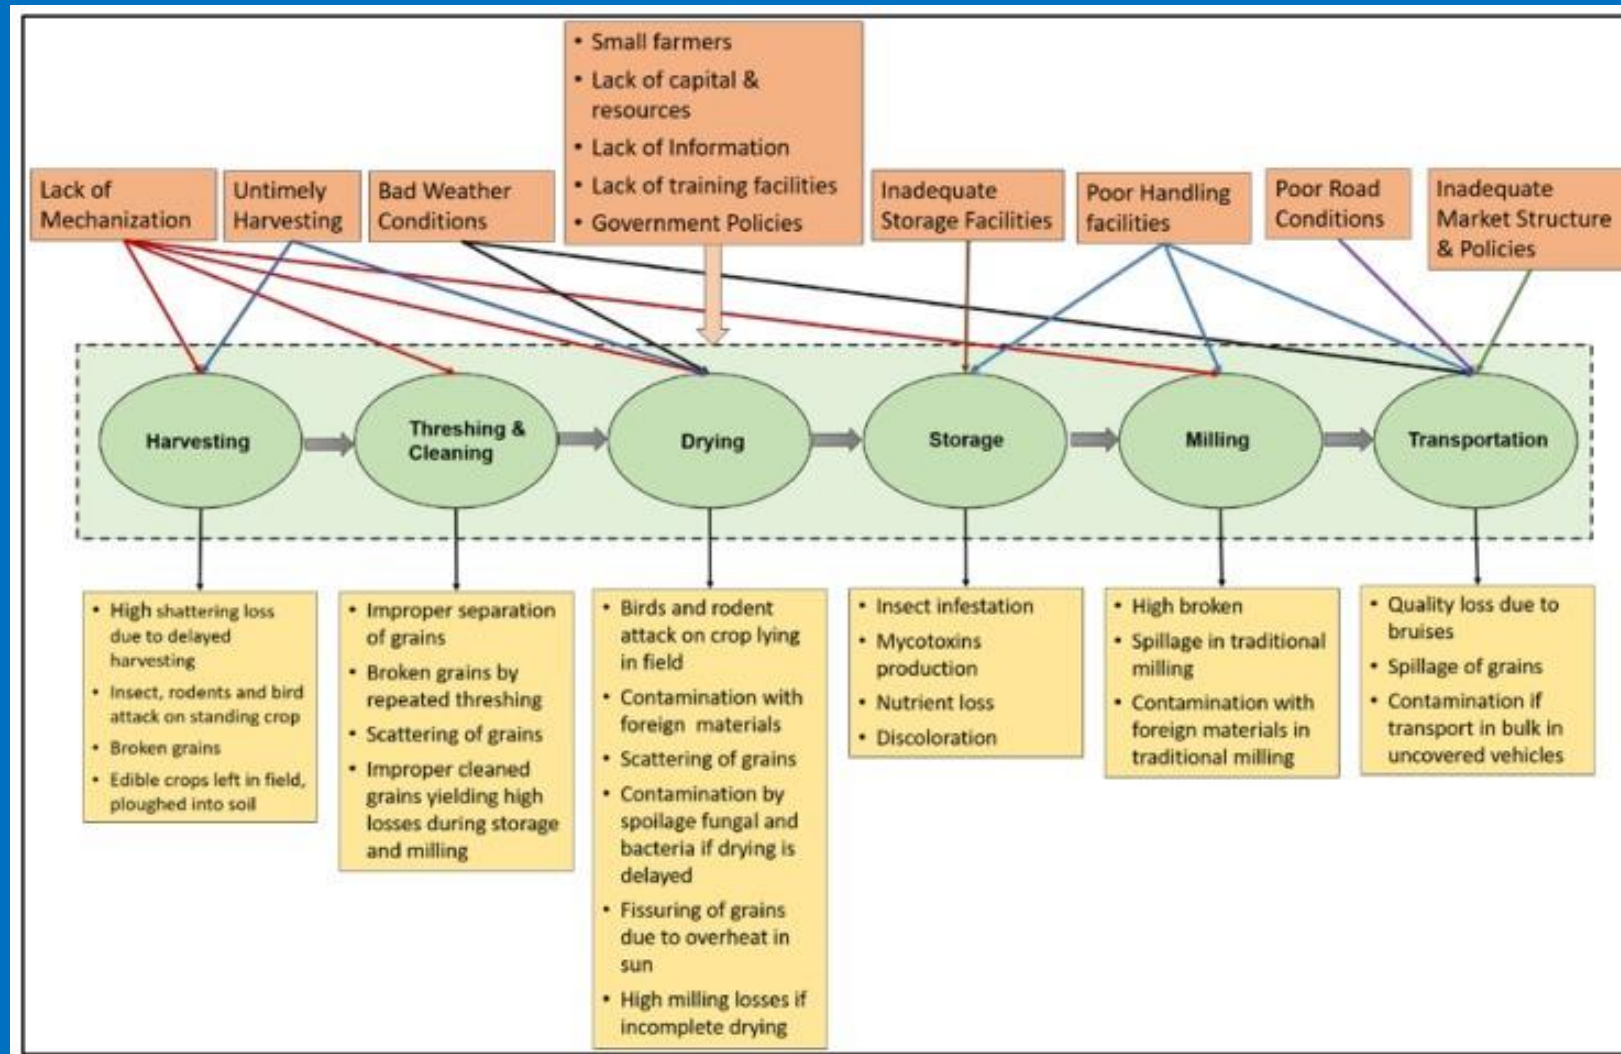 • Small farmers
• Lack of capital &
resources
• Lack of Information
• Lack of training facilities
• Government Policies
Lack of
Mechanization
Untimely
Harvesting
Bad Weather
Conditions
Inadequate
Storage Facilities
Poor Handling
facilities
Poor Road
Conditions
Inadequate
Market Structure
& Policies
Harvesting
Threshing &
Cleaning
Drying
Storage
Milling
Transportation
• High shattering loss
due to delayed
harvesting
• Insect, rodents and bird
attack on standing crop
• Broken grains
• Edible crops left in field,
ploughed into soil
• Improper separation
of grains
• Broken grains by
repeated threshing
• Scattering of grains
• Improper cleaned
grains yielding high
losses during storage
and milling
• Birds and rodent
attack on crop lying
in field
• Contamination with
foreign materials
• Scattering of grains
• Contamination by
spoilage fungal and
bacteria if drying is
delayed
• Fissuring of grains
due to overheat in
sun
• High milling losses if
incomplete drying
• Insect infestation
• Mycotoxins
production
• Nutrient loss
• Discoloration
• High broken
• Spillage in traditional
milling
• Contamination with
foreign materials in
traditional milling
• Quality loss due to
bruises
• Spillage of grains
• Contamination if
transport in bulk in
uncovered vehicles